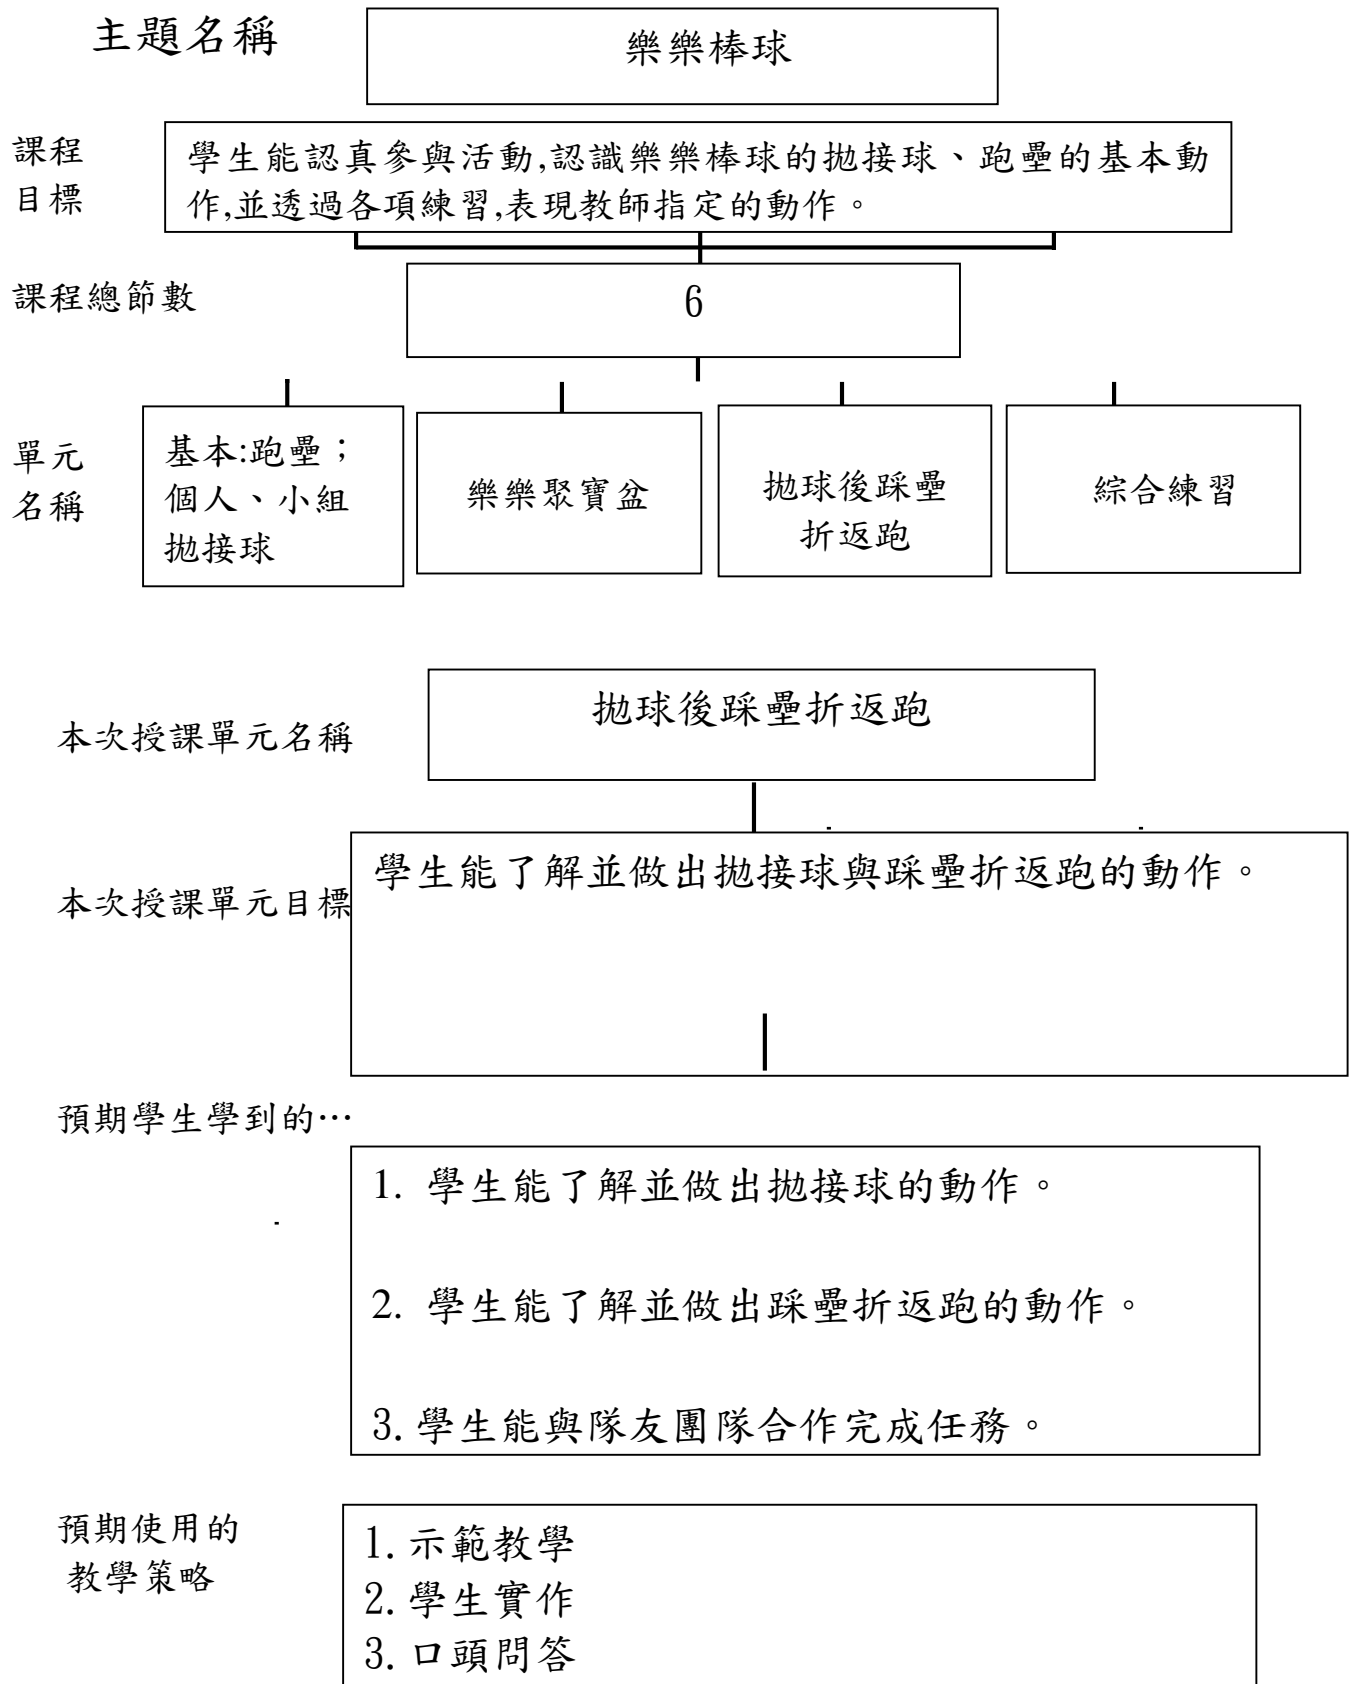 主題名稱
樂樂棒球
課程
目標
學生能認真參與活動,認識樂樂棒球的拋接球、跑壘的基本動
作,並透過各項練習,表現教師指定的動作。
課程總節數
6
單元
名稱
基本:跑壘；
個人、小組
拋接球
樂樂聚寶盆
拋球後踩壘
折返跑
綜合練習
本次授課單元名稱
拋球後踩壘折返跑
本次授課單元目標
學生能了解並做出拋接球與踩壘折返跑的動作。
預期學生學到的…
1. 學生能了解並做出拋接球的動作。
2. 學生能了解並做出踩壘折返跑的動作。
3. 學生能與隊友團隊合作完成任務。
預期使用的
教學策略
1. 示範教學
2. 學生實作
3. 口頭問答